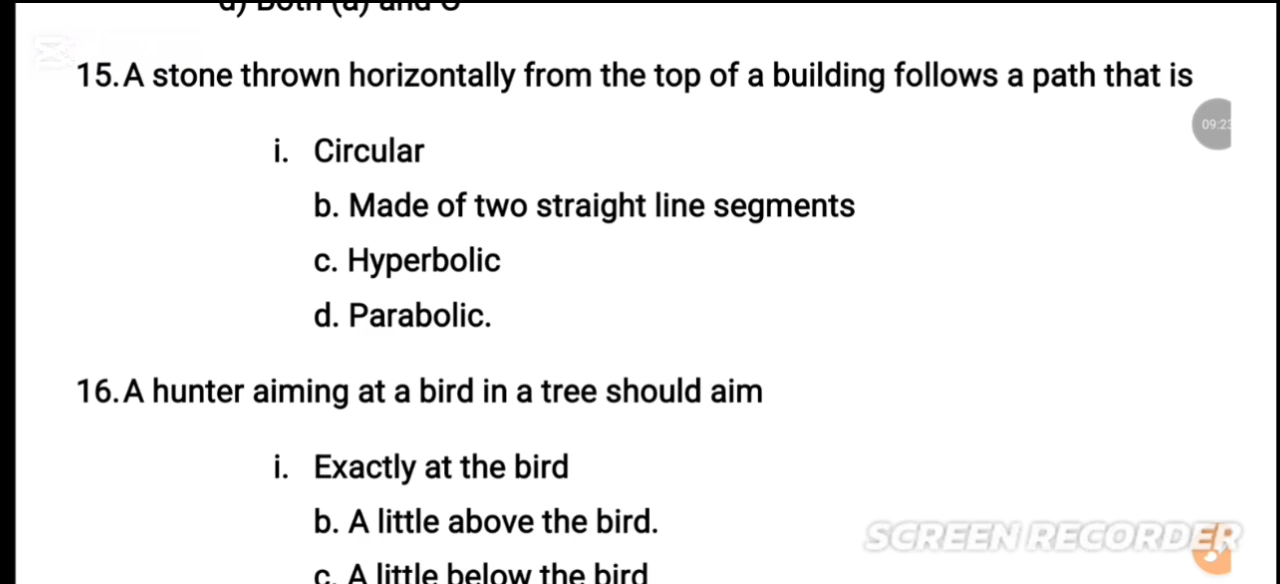 15.A stone thrown horizontally from the top of a building follows a path that is
09:23
i. Circular
b. Made of two straight line segments
c. Hyperbolic
d. Parabolic.
16.A hunter aiming at a bird in a tree should aim
i. Exactly at the bird
b. A little above the bird.
SCREEN RECORDER
c. A little below the bird